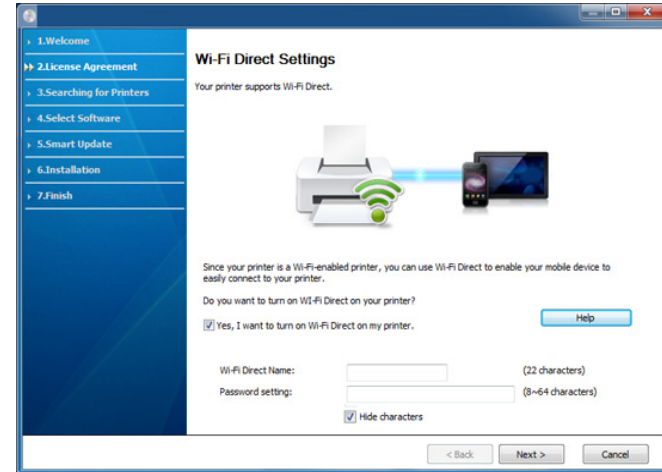 1.Welcome
2.License Agreement
3.Searching for Printers
4.Select Software
5.Smart Update
6.Installation
7.Finish
Wi-Fi Direct Settings
Your printer supports Wi-Fi Direct.
Since your printer is a Wi-Fi-enabled printer, you can use Wi-Fi Direct to enable your mobile device to
easily connect to your printer.
Do you want to turn on WI-Fi Direct on your printer?
Yes, I want to turn on Wi-Fi Direct on my printer.
Help
Wi-Fi Direct Name: (22 characters)
Password setting: (8~64 characters)
Hide characters
< Back Next > Cancel